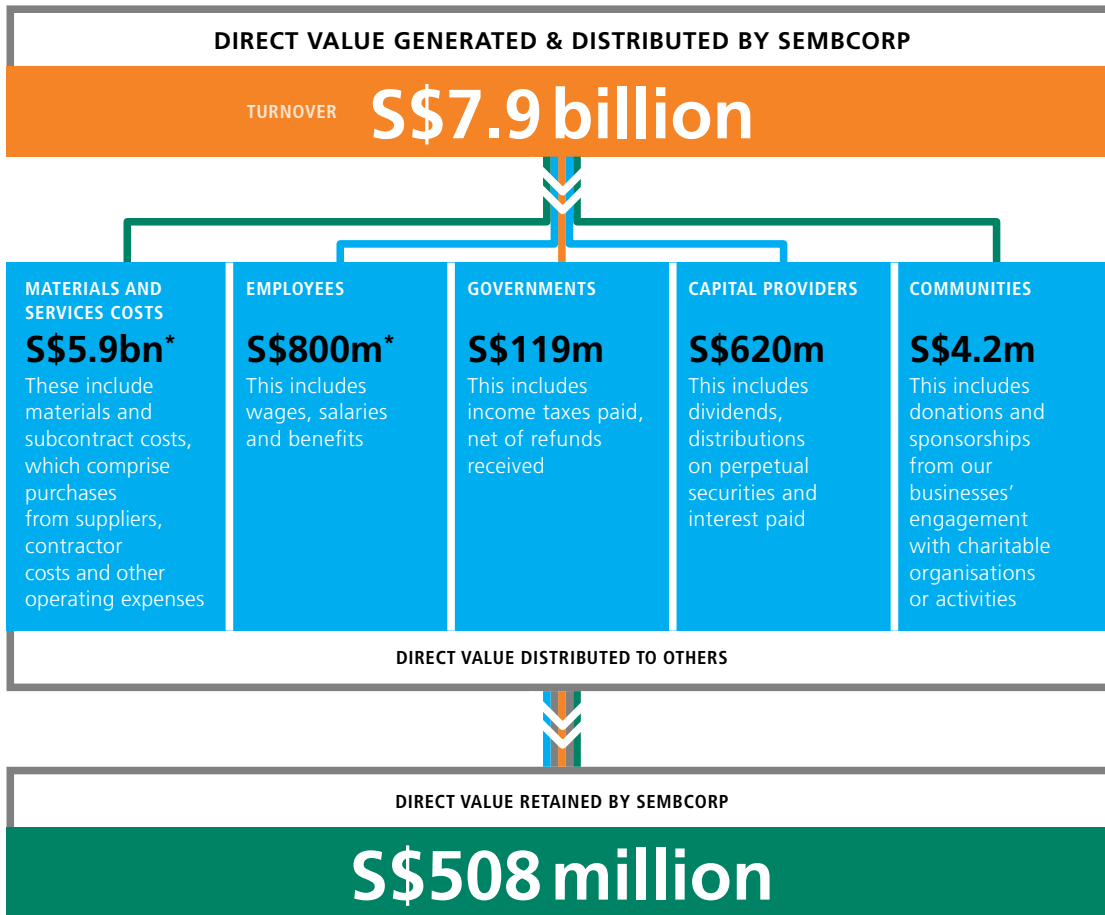 DIRECT VALUE GENERATED & DISTRIBUTED BY SEMBCORP
TURNOVER S$7.9 billion
MATERIALS AND
SERVICES COSTS
S$5.9bn*
These include
materials and
subcontract costs,
which comprise
purchases
from suppliers,
contractor
costs and other
operating expenses
EMPLOYEES
S$800m*
This includes
wages, salaries
and benefits
GOVERNMENTS
S$119m
This includes
income taxes paid,
net of refunds
received
CAPITAL PROVIDERS
S$620m
This includes
dividends,
distributions
on perpetual
securities and
interest paid
COMMUNITIES
S$4.2m
This includes
donations and
sponsorships
from our
businesses’
engagement
with charitable
organisations
or activities
DIRECT VALUE DISTRIBUTED TO OTHERS
DIRECT VALUE RETAINED BY SEMBCORP
S$508 million